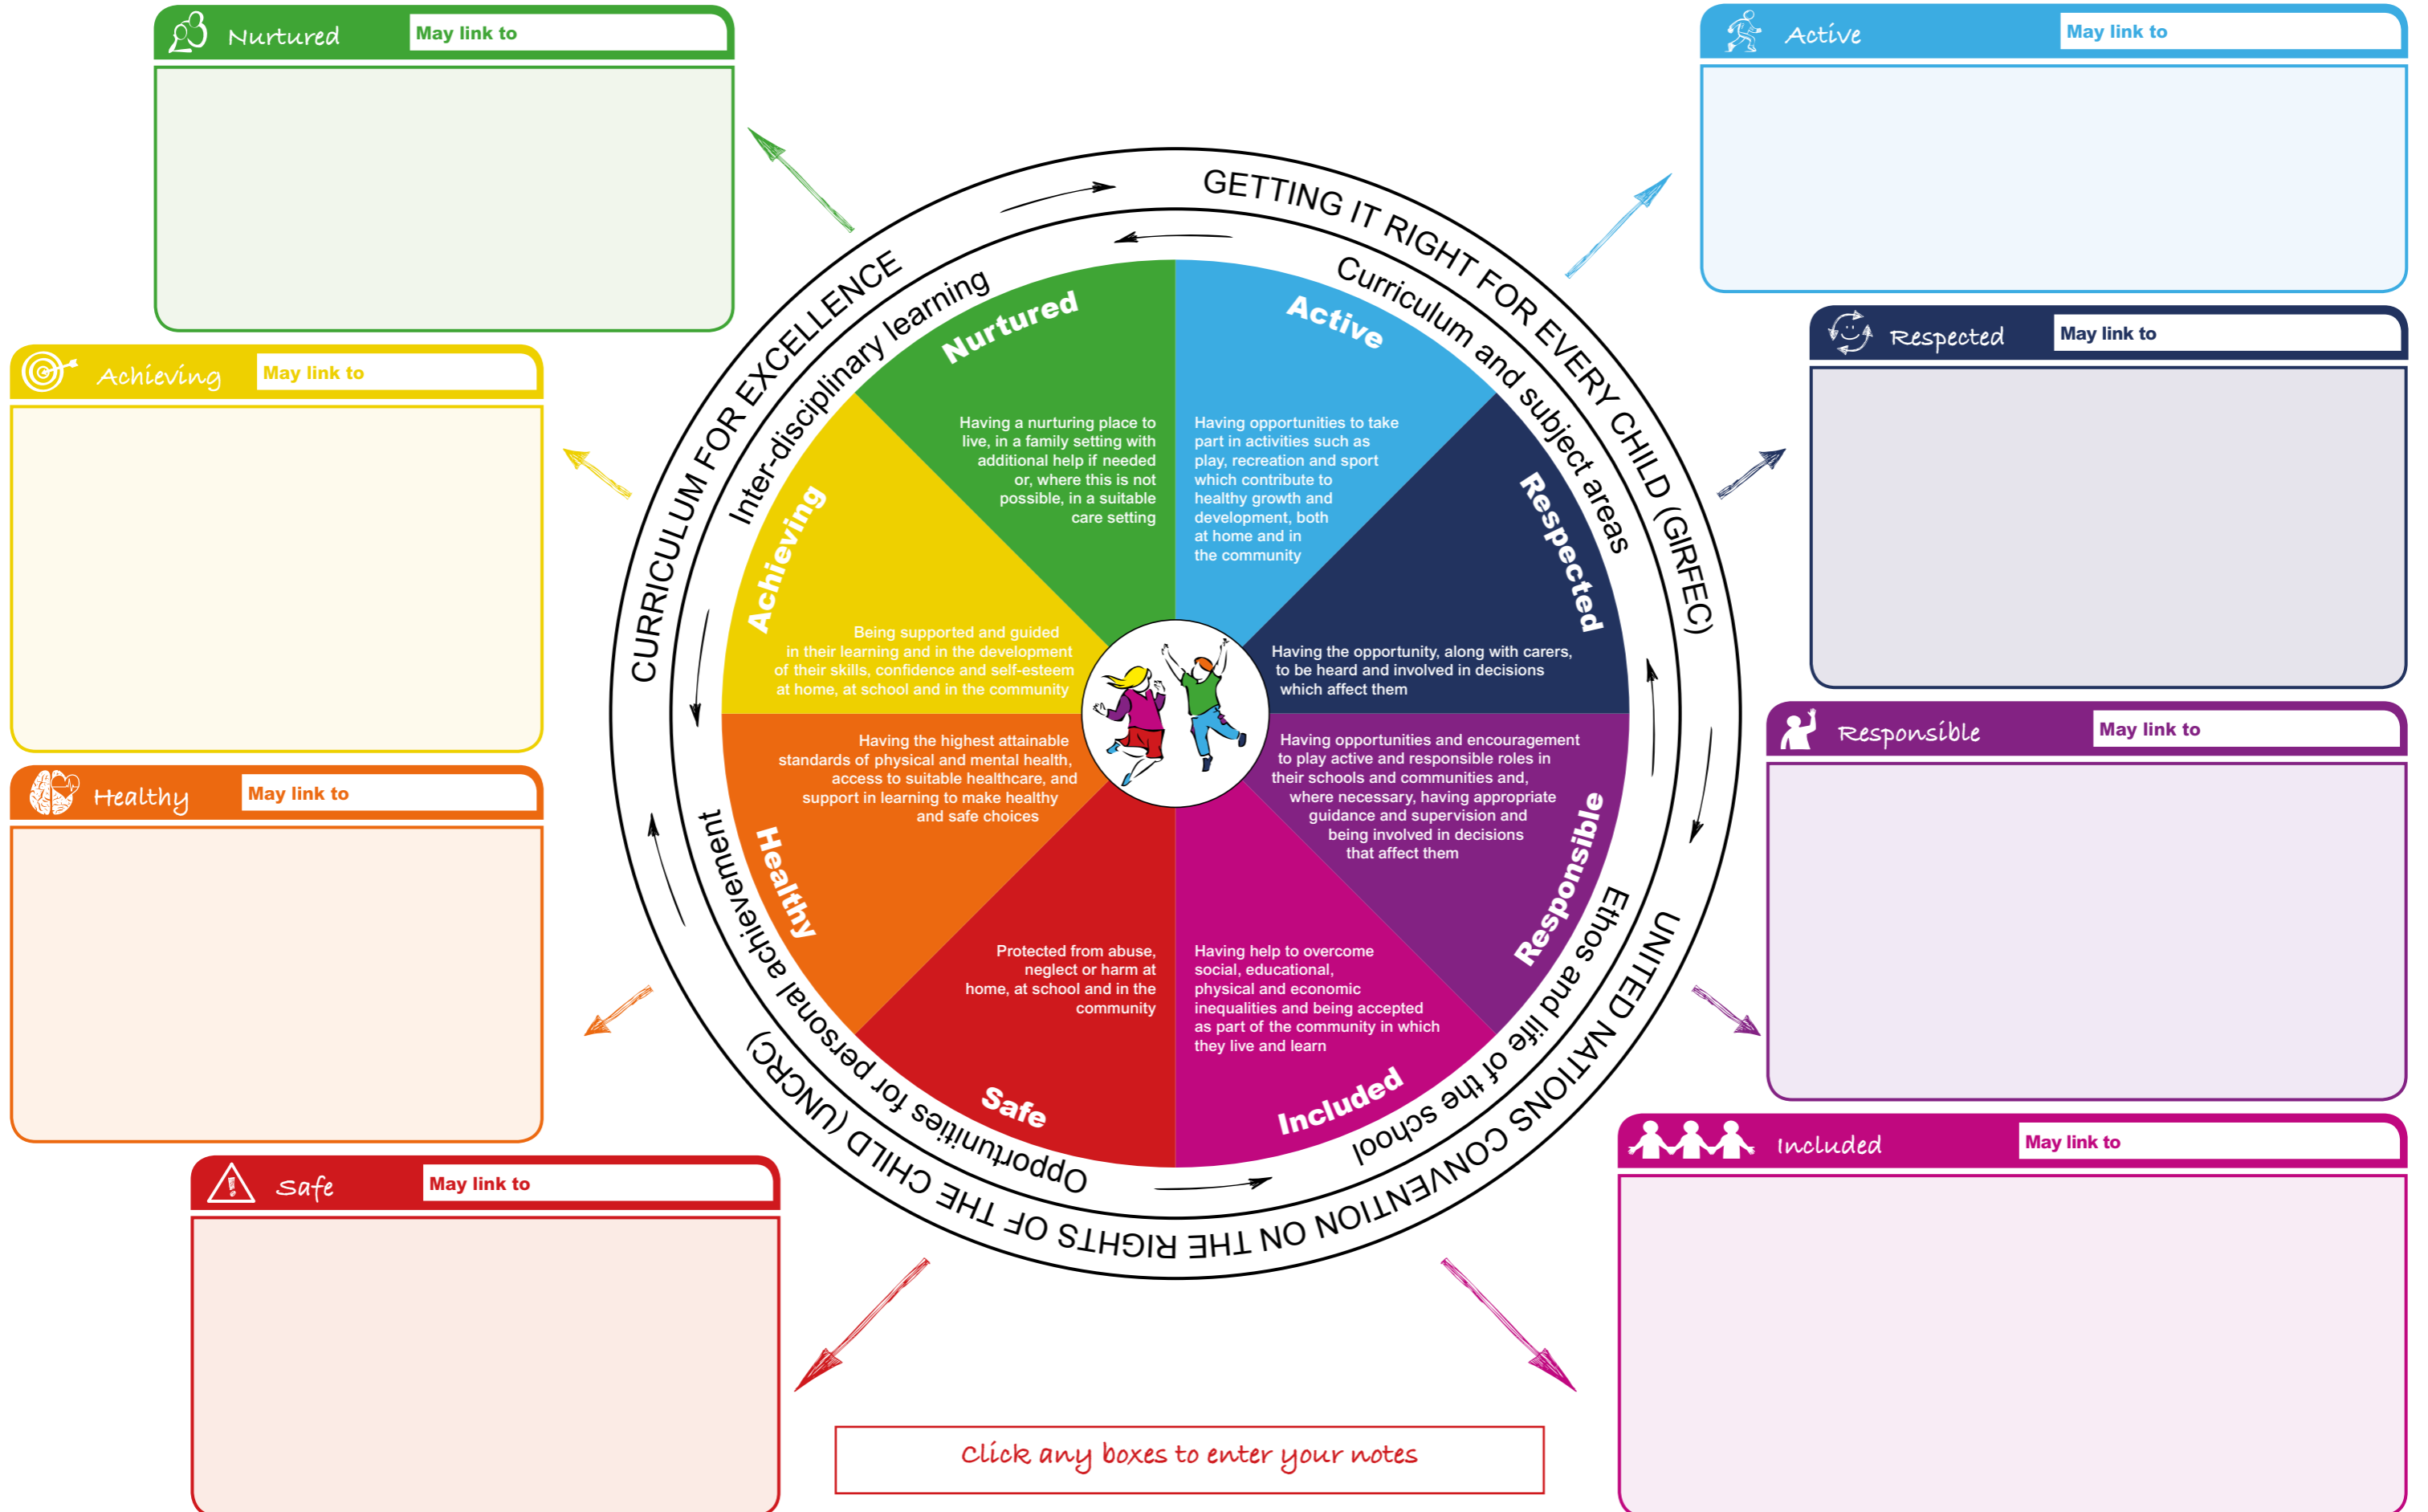 Nurtured
May link to
Active
May link to
Respected
May link to
Achieving
May link to
Responsible
May link to
Healthy
May link to
Included
May link to
Safe
May link to
CURRICULUM FOR EXCELLENCE
GETTING IT RIGHT FOR EVERY CHILD (GIRFEC)
UNITED NATIONS CONVENTION ON THE RIGHTS OF THE CHILD (UNCRC)
Inter-disciplinary learning
Curriculum and subject areas
Ethos and life of the school
Opportunities for personal achievement
Nurtured
Having a nurturing place to
live, in a family setting with
additional help if needed
or, where this is not
possible, in a suitable
care setting
Active
Having opportunities to take
part in activities such as
play, recreation and sport
which contribute to
healthy growth and
development, both
at home and in
the community
Respected
Having the opportunity, along with carers,
to be heard and involved in decisions
which affect them
Responsible
Having opportunities and encouragement
to play active and responsible roles in
their schools and communities and,
where necessary, having appropriate
guidance and supervision and
being involved in decisions
that affect them
Included
Having help to overcome
social, educational,
physical and economic
inequalities and being accepted
as part of the community in which
they live and learn
Safe
Protected from abuse,
neglect or harm at
home, at school and in the
community
Healthy
Having the highest attainable
standards of physical and mental health,
access to suitable healthcare, and
support in learning to make healthy
and safe choices
Achieving
Being supported and guided
in their learning and in the development
of their skills, confidence and self-esteem
at home, at school and in the community
Click any boxes to enter your notes